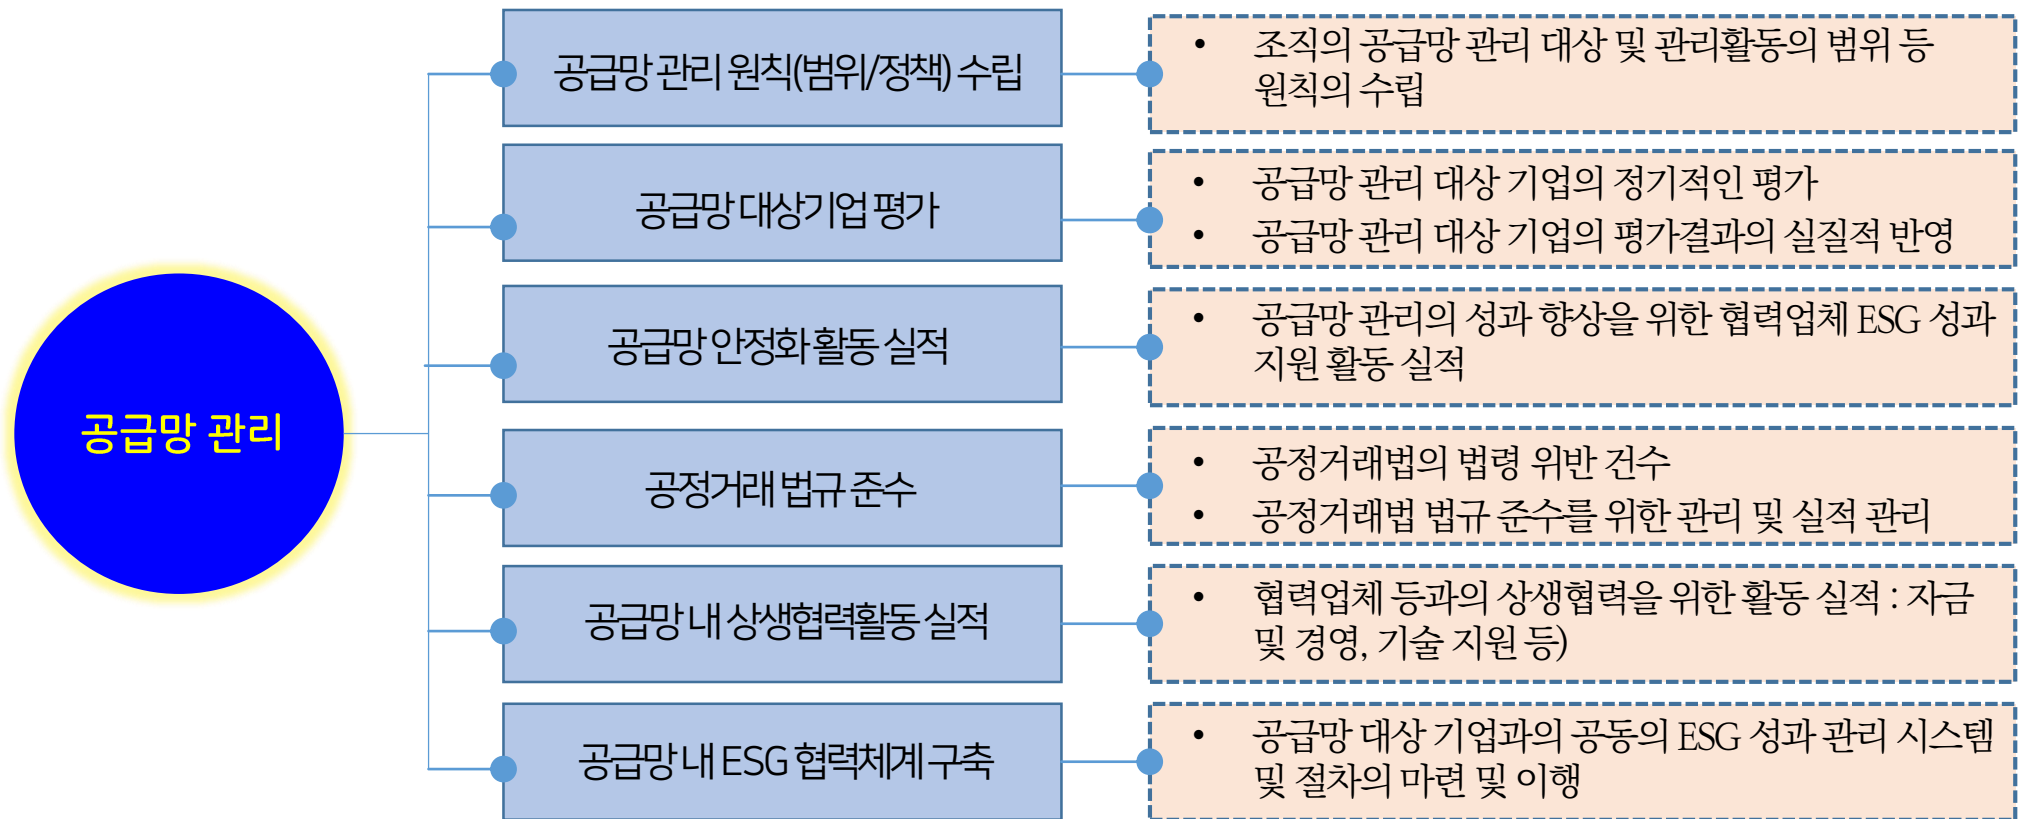 공급망 관리
공급망 관리 원칙(범위/정책) 수립
• 조직의 공급망 관리 대상 및 관리활동의 범위 등
원칙의 수립
공급망 대상기업 평가
• 공급망 관리 대상 기업의 정기적인 평가
• 공급망 관리 대상 기업의 평가결과의 실질적 반영
공급망 안정화 활동 실적
• 공급망 관리의 성과 향상을 위한 협력업체 ESG 성과
지원 활동 실적
공정거래 법규 준수
• 공정거래법의 법령 위반 건수
• 공정거래법 법규 준수를 위한 관리 및 실적 관리
공급망 내 상생협력활동 실적
• 협력업체 등과의 상생협력을 위한 활동 실적 : 자금
및 경영, 기술 지원 등)
공급망 내 ESG 협력체계 구축
• 공급망 대상 기업과의 공동의 ESG 성과 관리 시스템
및 절차의 마련 및 이행